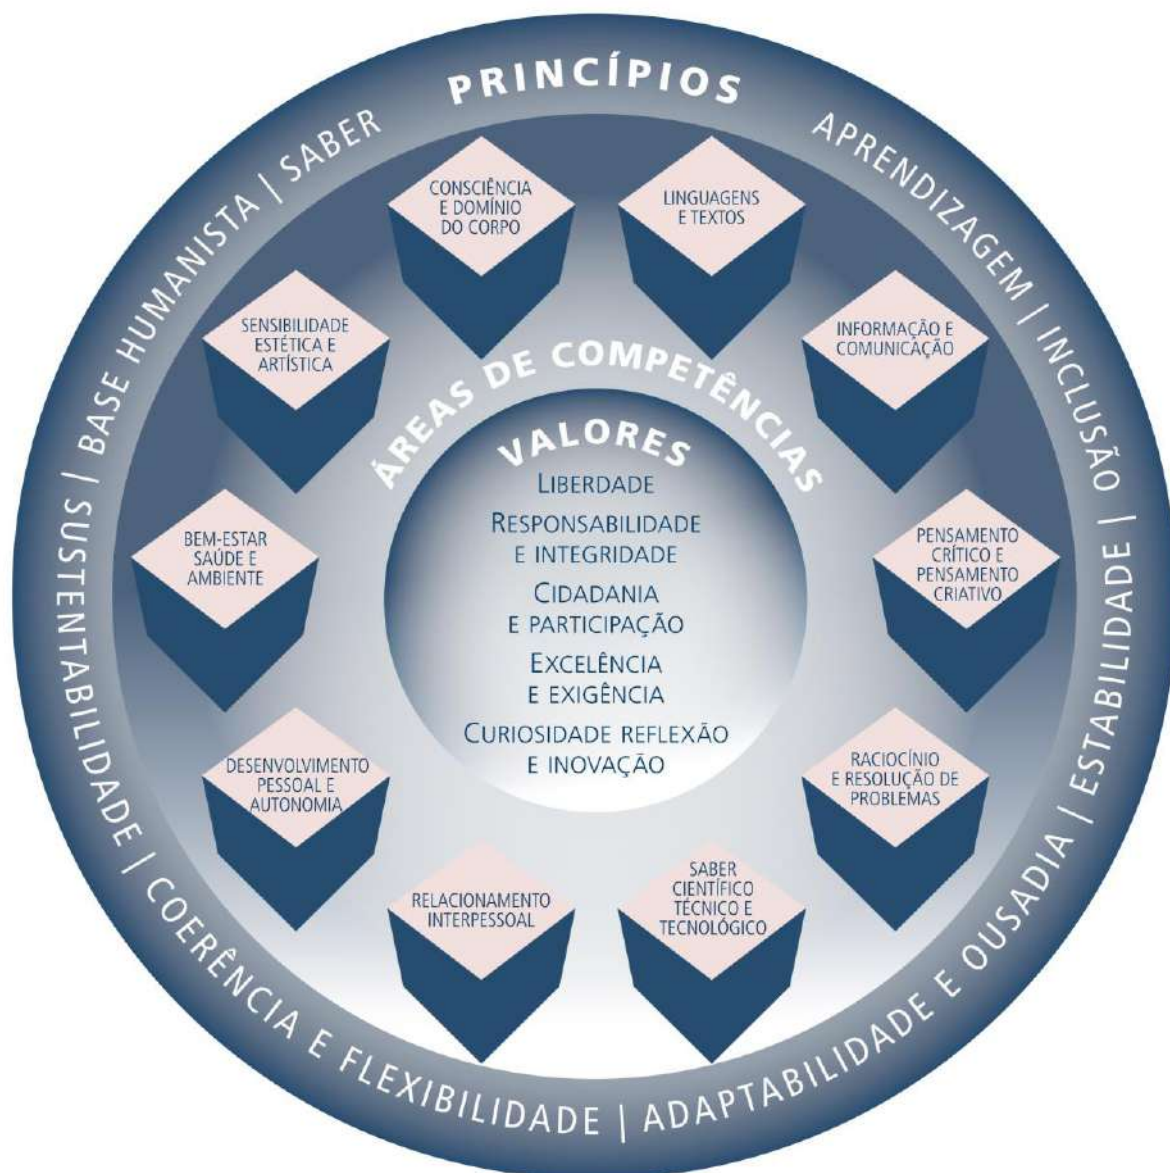 PRINCÍPIOS
APRENDIZAGEM | INCLUSÃO | ESTABILIDADE | ADAPTABILIDADE E OUSADIA | COERÊNCIA E FLEXIBILIDADE | SUSTENTABILIDADE | BASE HUMANISTA | SABER
ÁREAS DE COMPETÊNCIAS
LINGUAGENS
E TEXTOS
INFORMAÇÃO E
COMUNICAÇÃO
PENSAMENTO
CRÍTICO E
PENSAMENTO
CRIATIVO
RACIOCÍNIO
E RESOLUÇÃO DE
PROBLEMAS
SABER
CIENTÍFICO
TÉCNICO E
TECNOLÓGICO
RELACIONAMENTO
INTERPESSOAL
DESENVOLVIMENTO
PESSOAL E
AUTONOMIA
BEM-ESTAR
SAÚDE E
AMBIENTE
SENSIBILIDADE
ESTÉTICA E
ARTÍSTICA
CONSCIÊNCIA
E DOMÍNIO
DO CORPO
VALORES
LIBERDADE
RESPONSABILIDADE
E INTEGRIDADE
CIDADANIA
E PARTICIPAÇÃO
EXCELÊNCIA
E EXIGÊNCIA
CURIOSIDADE REFLEXÃO
E INOVAÇÃO